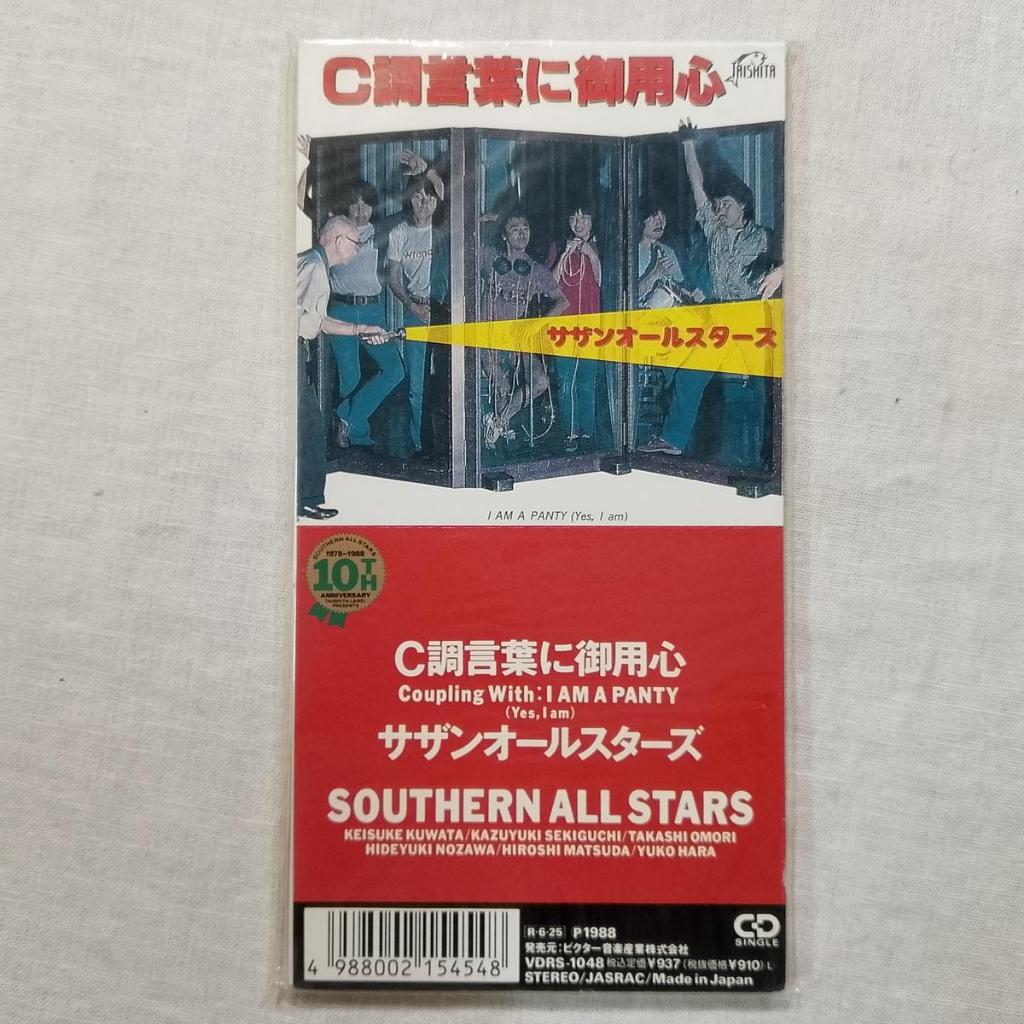 C調言葉に御用心
TAISHITA
Wrang
サザンオールスターズ
I AM A PANTY (Yes, I am)
SOUTHERN ALL STARS
1978-1988
10TH
ANNIVERSARY
TAISHITA LABEL
PRESENTS
C調言葉に御用心
Coupling With:I AM A PANTY
(Yes,I am)
サザンオールスターズ
SOUTHERN ALL STARS
KEISUKE KUWATA/KAZUYUKI SEKIGUCHI/TAKASHI OMORI
HIDEYUKI NOZAWA/HIROSHI MATSUDA/YUKO HARA
4 988002 154548
R-6・25 P1988
発売元:ビクター音楽産業株式会社
VDRS-1048 税込定価¥937(税抜価格¥910)L
STEREO/JASRAC/Made in Japan
CD
SINGLE